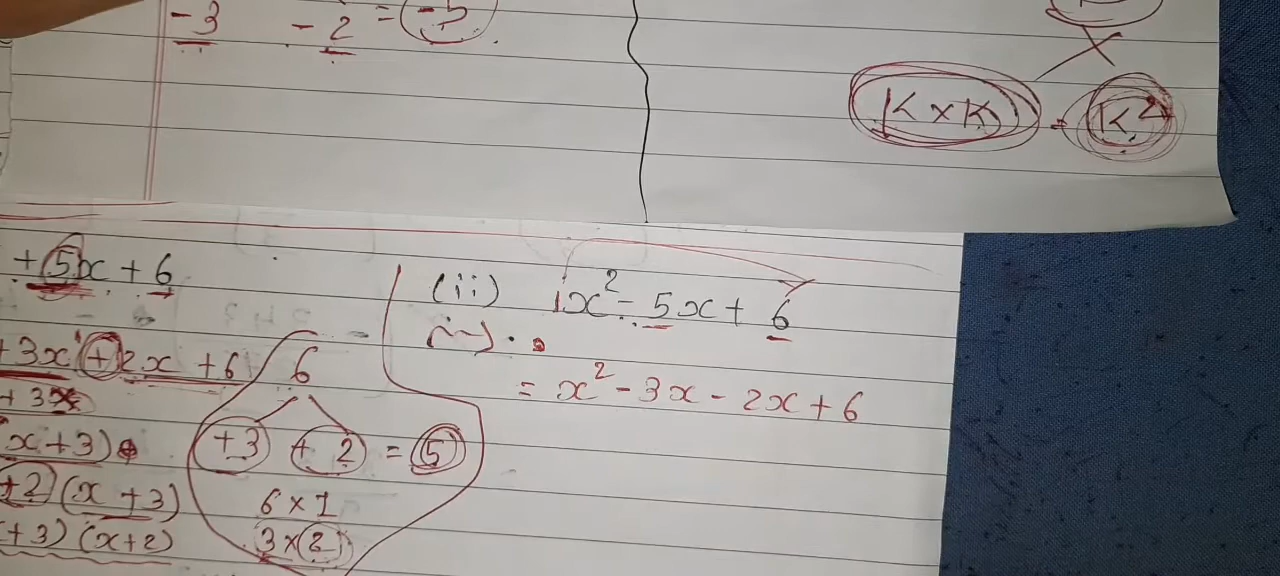 -3 -2 = -5
K × K = K²
+5x + 6
+3x + 2x + 6
+ 3
(x+3)
+2 (x+3)
+3) (x+2)
6
+3 + 2 = 5
6 × 1
3 × 2
(ii) 1x² - 5x + 6
= x² - 3x - 2x + 6